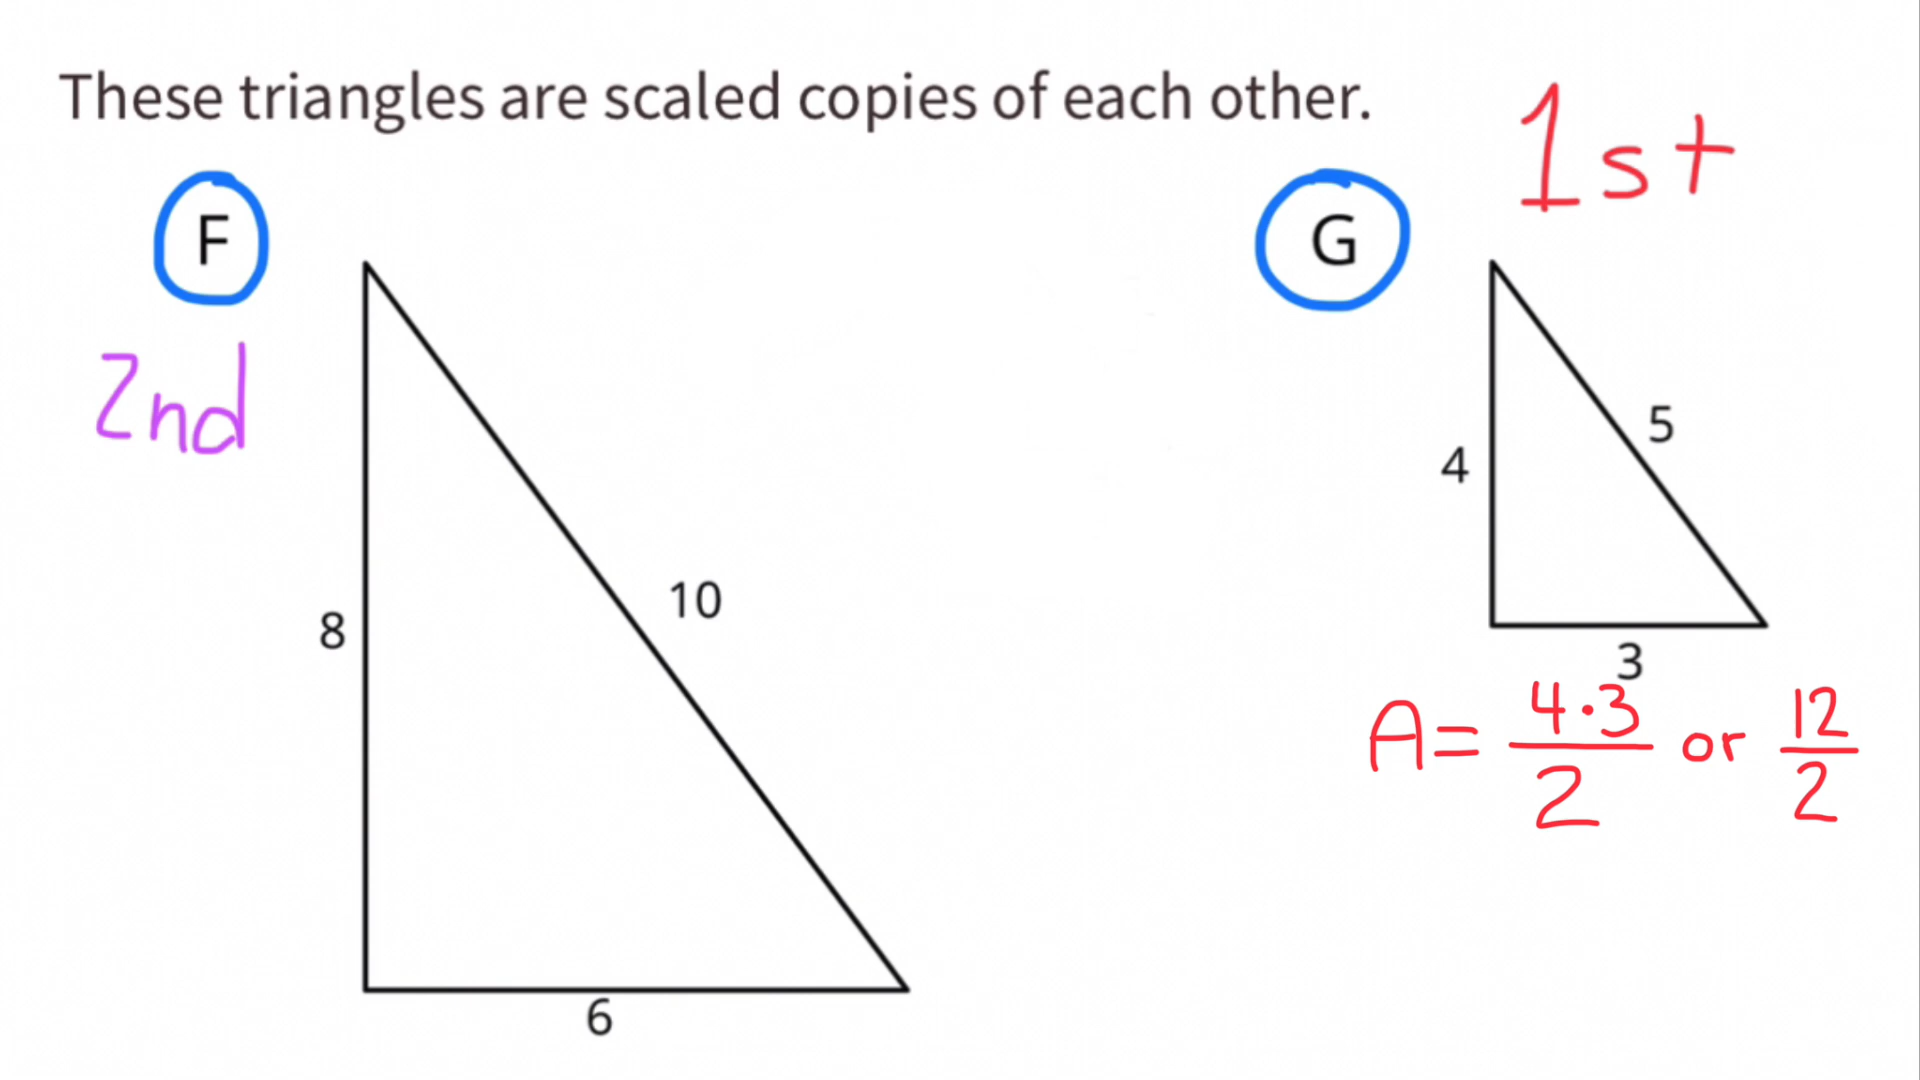 These triangles are scaled copies of each other.
1st
F
G
2nd
8
10
6
4
5
3
A = 4·3/2 or 12/2